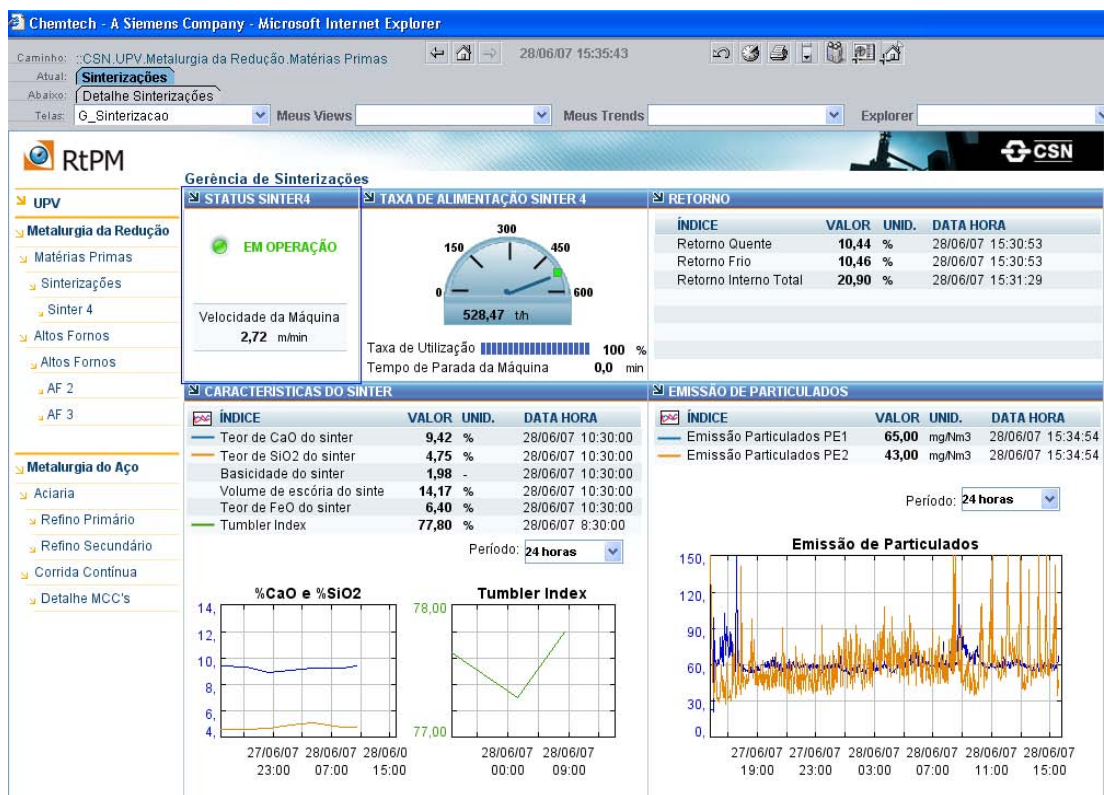 Chemtech - A Siemens Company - Microsoft Internet Explorer
Caminho: ::CSN.UPV.Metalurgia da Redução.Matérias Primas
28/06/07 15:35:43
Atual: Sinterizações
Abaixo: Detalhe Sinterizações
Telas: G_Sinterizacao Meus Views Meus Trends Explorer
RtPM
CSN
Gerência de Sinterizações
UPV
Metalurgia da Redução
Matérias Primas
Sinterizações
Sinter 4
Altos Fornos
Altos Fornos
AF 2
AF 3
Metalurgia do Aço
Aciaria
Refino Primário
Refino Secundário
Corrida Contínua
Detalhe MCC's
STATUS SINTER4
EM OPERAÇÃO
Velocidade da Máquina
2,72 m/min
TAXA DE ALIMENTAÇÃO SINTER 4
300
150 450
0 600
528,47 t/h
Taxa de Utilização 100 %
Tempo de Parada da Máquina 0,0 min
RETORNO
ÍNDICE VALOR UNID. DATA HORA
Retorno Quente 10,44 % 28/06/07 15:30:53
Retorno Frio 10,46 % 28/06/07 15:30:53
Retorno Interno Total 20,90 % 28/06/07 15:31:29
CARACTERÍSTICAS DO SINTER
ÍNDICE VALOR UNID. DATA HORA
Teor de CaO do sinter 9,42 % 28/06/07 10:30:00
Teor de SiO2 do sinter 4,75 % 28/06/07 10:30:00
Basicidade do sinter 1,98 - 28/06/07 10:30:00
Volume de escória do sinte 14,17 % 28/06/07 10:30:00
Teor de FeO do sinter 6,40 % 28/06/07 10:30:00
Tumbler Index 77,80 % 28/06/07 8:30:00
Período: 24 horas
%CaO e %SiO2
14,
12,
10,
8,
6,
4,
27/06/07 28/06/07 28/06/0
23:00 07:00 15:00
Tumbler Index
78,00
77,00
28/06/07 28/06/07
00:00 09:00
EMISSÃO DE PARTICULADOS
ÍNDICE VALOR UNID. DATA HORA
Emissão Particulados PE1 65,00 mg/Nm3 28/06/07 15:34:54
Emissão Particulados PE2 43,00 mg/Nm3 28/06/07 15:34:54
Período: 24 horas
Emissão de Particulados
150,
120,
90,
60,
30,
0,
27/06/07 27/06/07 28/06/07 28/06/07 28/06/07 28/06/07
19:00 23:00 03:00 07:00 11:00 15:00